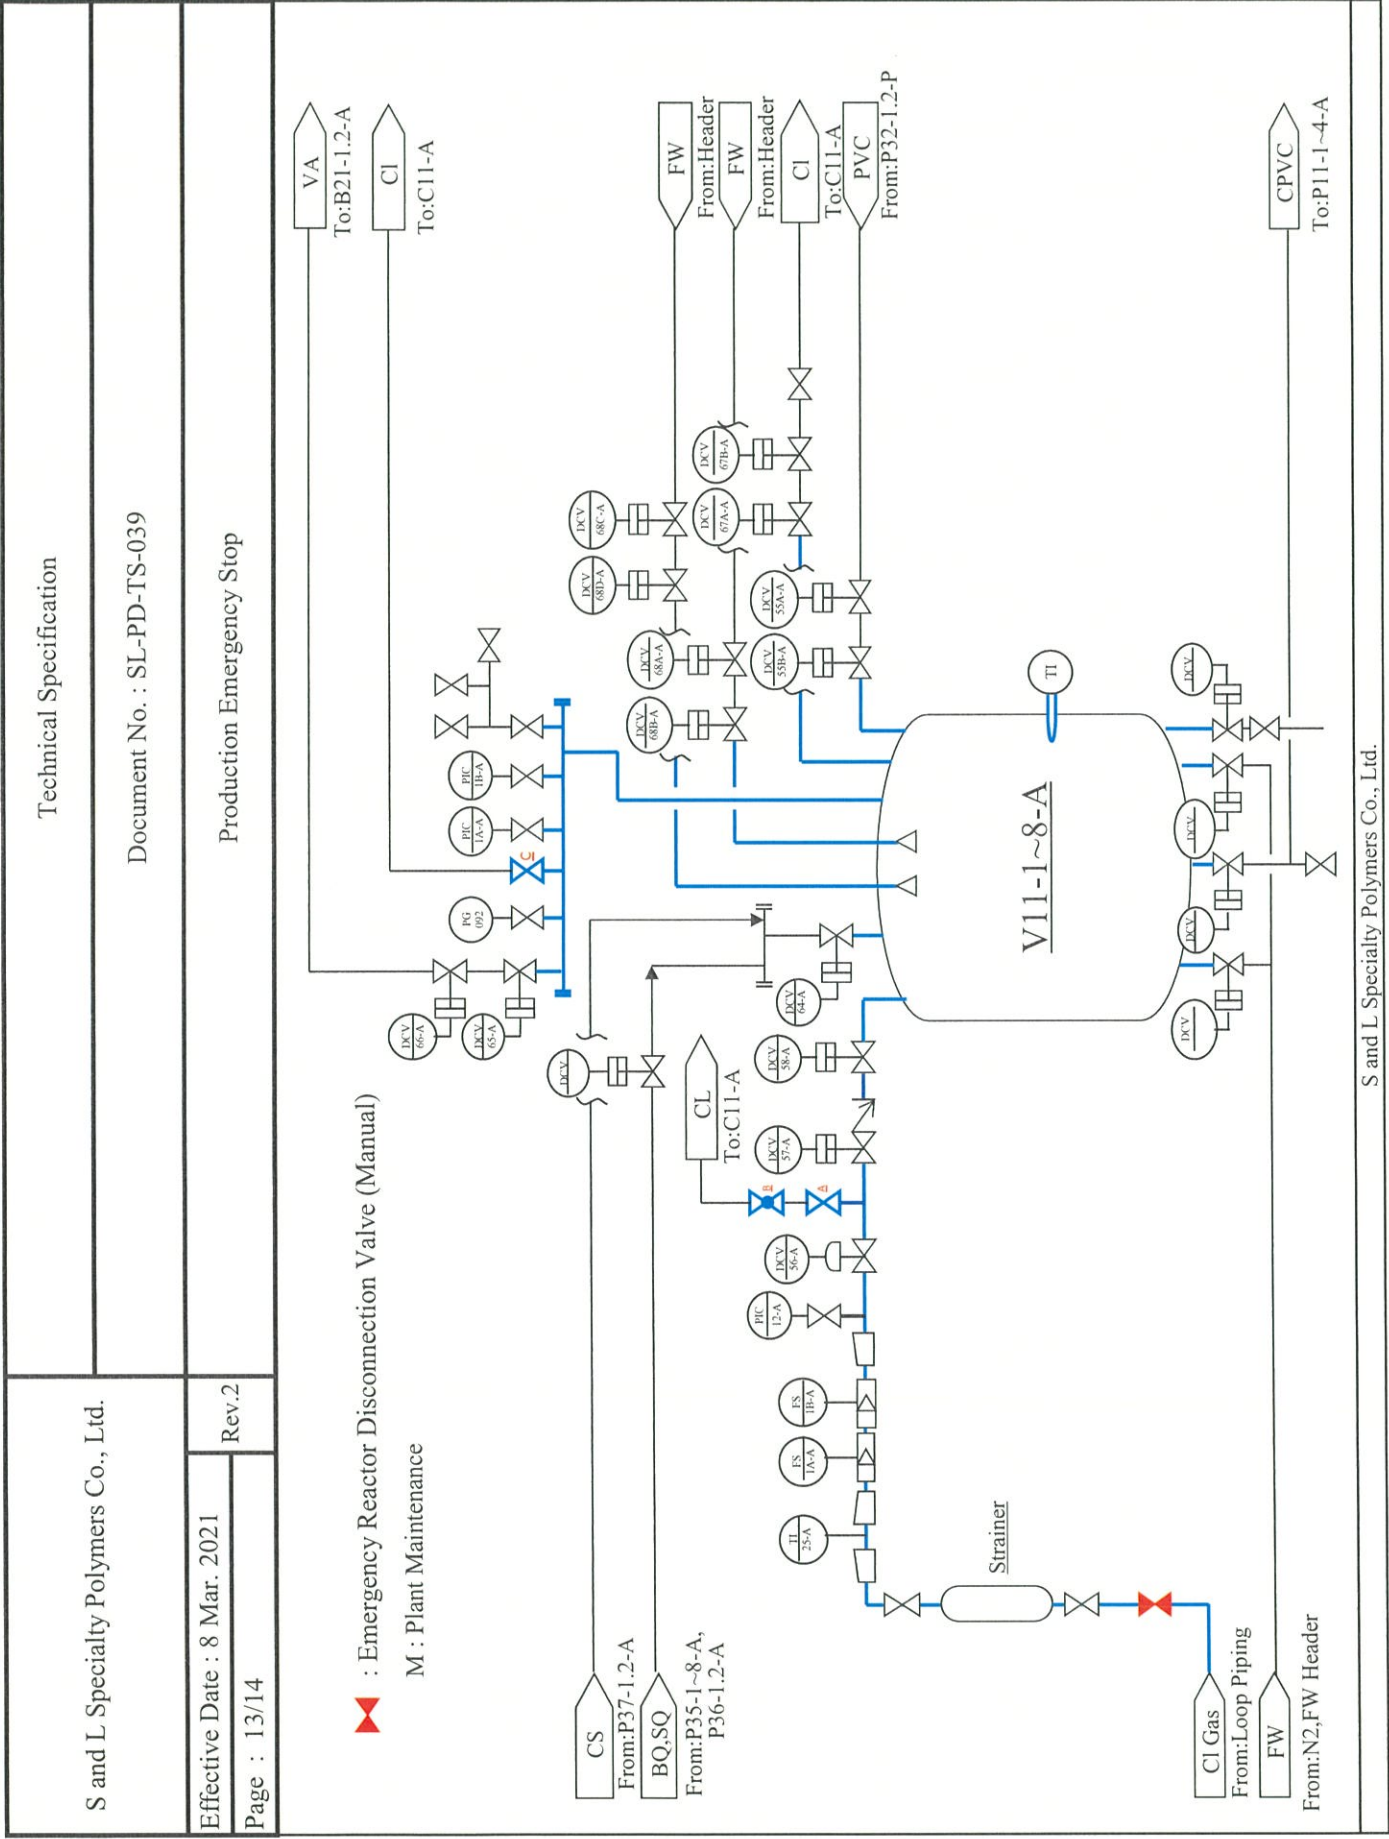 S and L Specialty Polymers Co., Ltd.
Technical Specification
Document No. : SL-PD-TS-039
Effective Date : 8 Mar. 2021
Rev.2
Page : 13/14
Production Emergency Stop
: Emergency Reactor Disconnection Valve (Manual)
M : Plant Maintenance
VA
To:B21-1.2-A
Cl
To:C11-A
DCV
66-A
DCV
65-A
PG
092
C
PIC
1A-A
PIC
1B-A
CS
From:P37-1.2-A
BQ,SQ
From:P35-1~8-A,
P36-1.2-A
DCV
DCV
68D-A
DCV
68C-A
FW
From:Header
DCV
68B-A
DCV
68A-A
DCV
67A-A
DCV
67B-A
FW
From:Header
CL
To:C11-A
DCV
64-A
DCV
55B-A
DCV
55A-A
Cl
To:C11-A
PVC
From:P32-1.2-P
TI
25-A
FS
1A-A
FS
1B-A
PIC
12-A
DCV
56-A
B
A
DCV
57-A
DCV
58-A
Strainer
V11-1~8-A
TI
Cl Gas
From:Loop Piping
DCV
DCV
DCV
DCV
FW
From:N2,FW Header
CPVC
To:P11-1~4-A
S and L Specialty Polymers Co., Ltd.